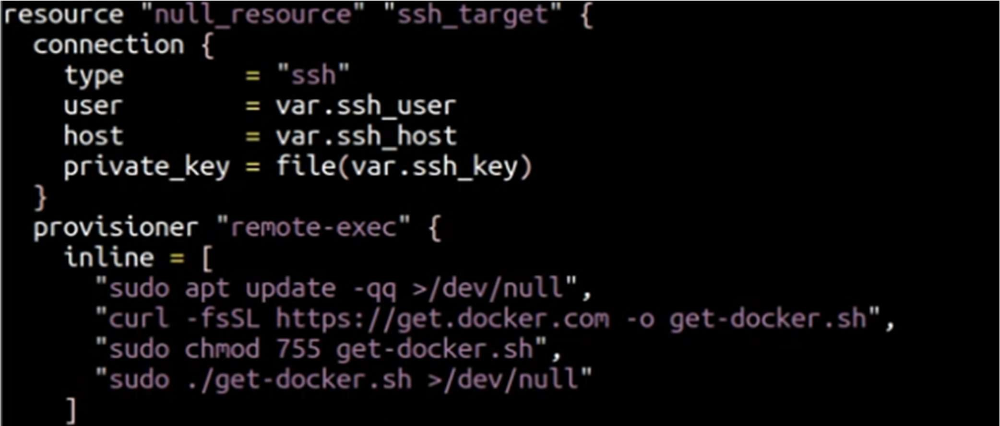 resource "null_resource" "ssh_target" {
  connection {
    type        = "ssh"
    user        = var.ssh_user
    host        = var.ssh_host
    private_key = file(var.ssh_key)
  }
  provisioner "remote-exec" {
    inline = [
      "sudo apt update -qq >/dev/null",
      "curl -fsSL https://get.docker.com -o get-docker.sh",
      "sudo chmod 755 get-docker.sh",
      "sudo ./get-docker.sh >/dev/null"
    ]